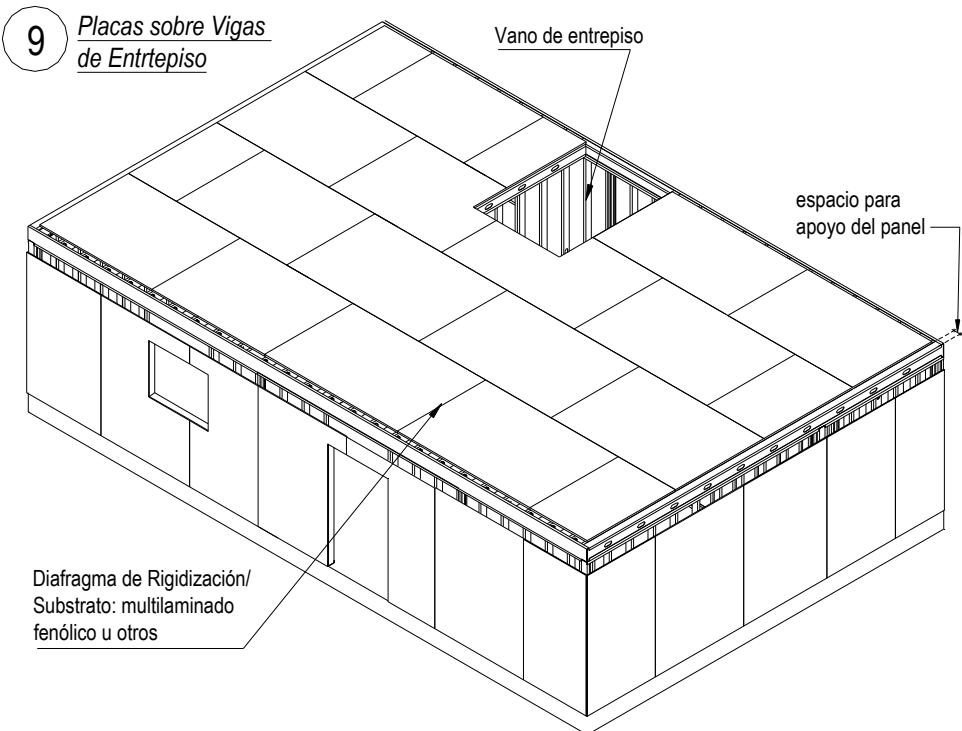 9
Placas sobre Vigas
de Entrtepiso
Vano de entrepiso
espacio para
apoyo del panel
Diafragma de Rigidización/
Substrato: multilaminado
fenólico u otros